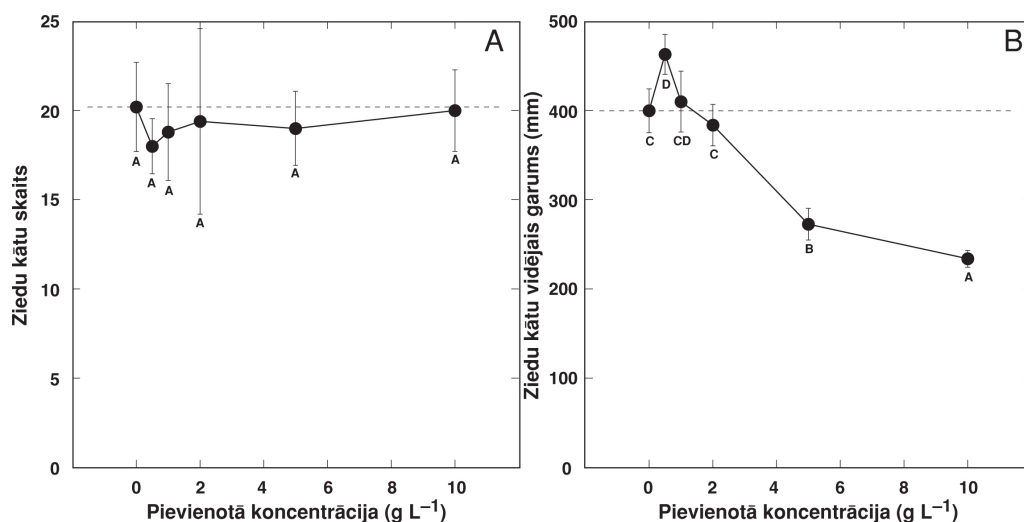 A
25
20
15
10
5
0
Ziedu kātu skaits
A
A
A
A
A
A
0
2
4
6
8
10
Pievienotā koncentrācija (g L–1)
B
500
400
300
200
100
0
Ziedu kātu vidējais garums (mm)
C
D
CD
C
B
A
0
2
4
6
8
10
Pievienotā koncentrācija (g L–1)